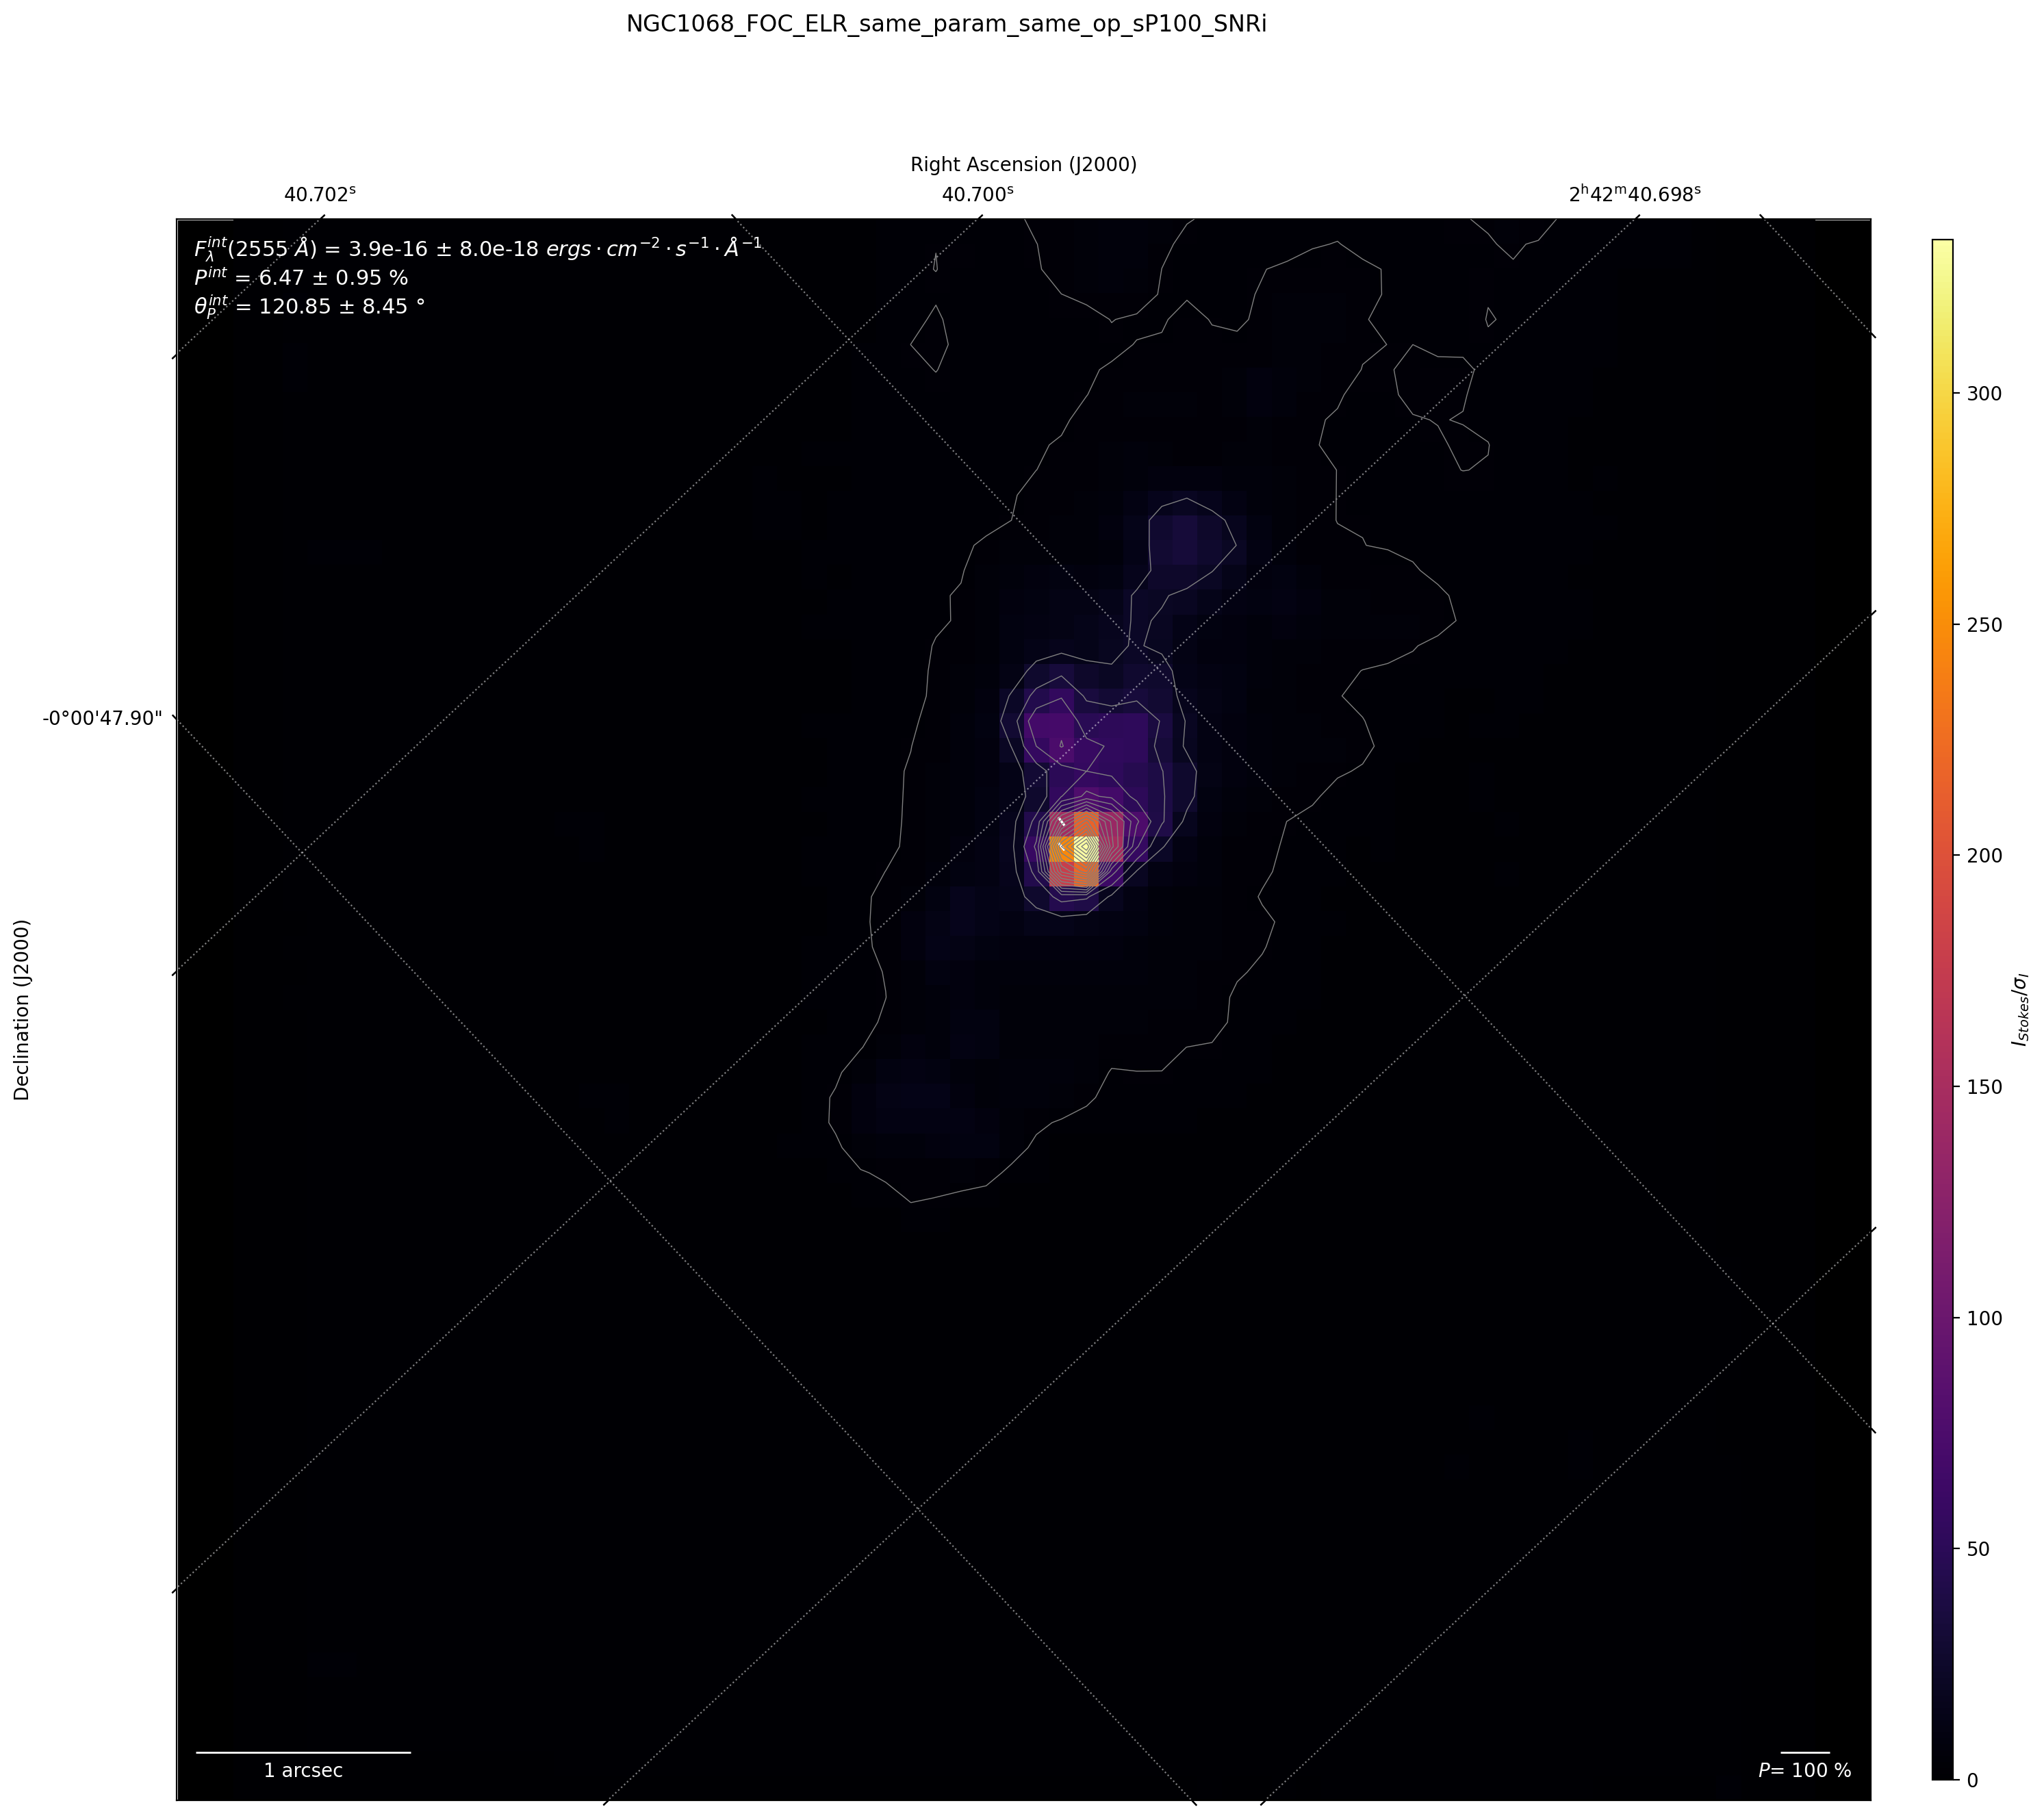 NGC1068_FOC_ELR_same_param_same_op_sP100_SNRi
Right Ascension (J2000)
40.702ˢ 40.700ˢ 2ʰ42ᵐ40.698ˢ
F_λ^int(2555 Å) = 3.9e-16 ± 8.0e-18 ergs · cm⁻² · s⁻¹ · Å⁻¹
P^int = 6.47 ± 0.95 %
θ_P^int = 120.85 ± 8.45 °
-0°00'47.90"
Declination (J2000)
1 arcsec
P= 100 %
300
250
200
150
100
50
0
I_Stokes/σ_I